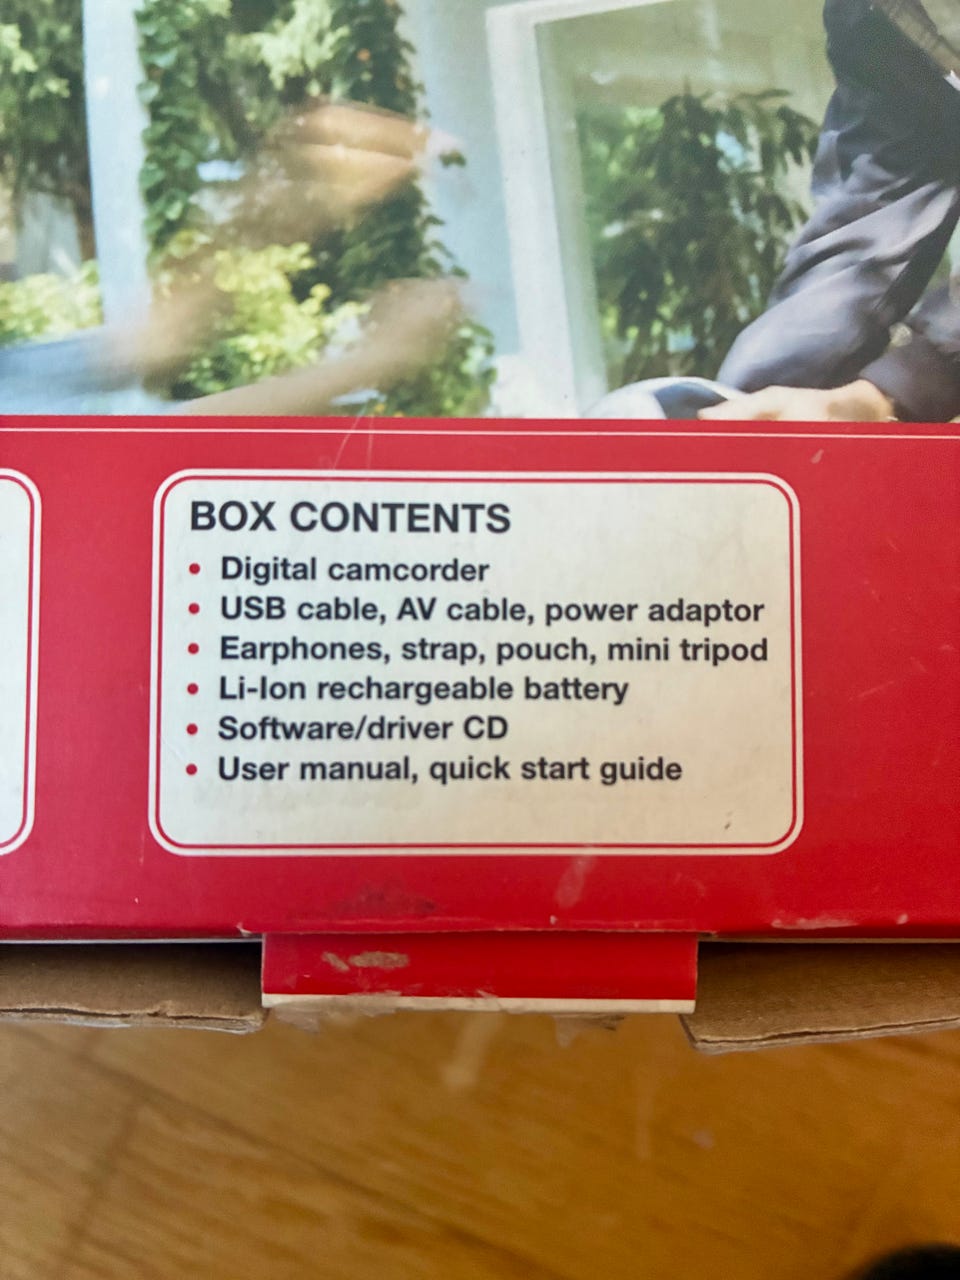 BOX CONTENTS
• Digital camcorder
• USB cable, AV cable, power adaptor
• Earphones, strap, pouch, mini tripod
• Li-Ion rechargeable battery
• Software/driver CD
• User manual, quick start guide